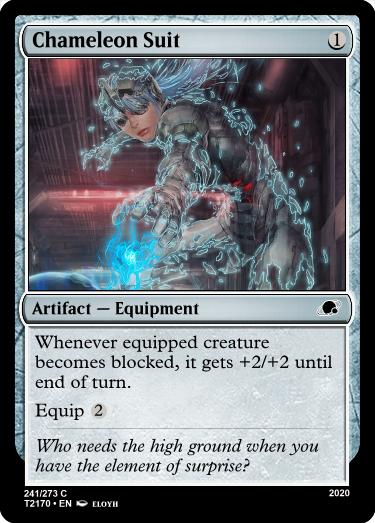 Chameleon Suit 1
Artifact — Equipment
Whenever equipped creature
becomes blocked, it gets +2/+2 until
end of turn.
Equip 2
Who needs the high ground when you
have the element of surprise?
241/273 C 2020
T2170 • EN ELOYH